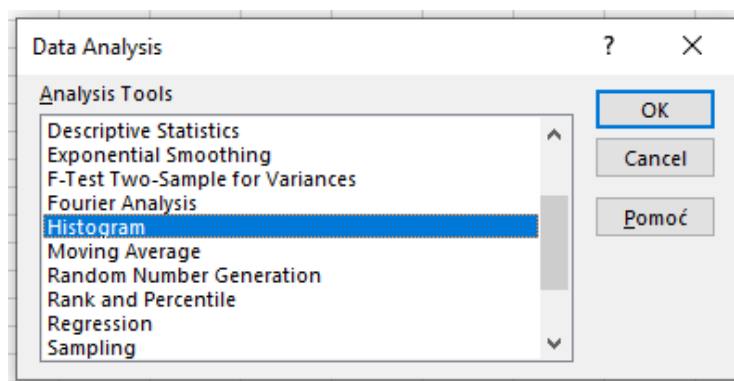 Data Analysis ? ×
Analysis Tools
Descriptive Statistics
Exponential Smoothing
F-Test Two-Sample for Variances
Fourier Analysis
Histogram
Moving Average
Random Number Generation
Rank and Percentile
Regression
Sampling
OK
Cancel
Pomoć